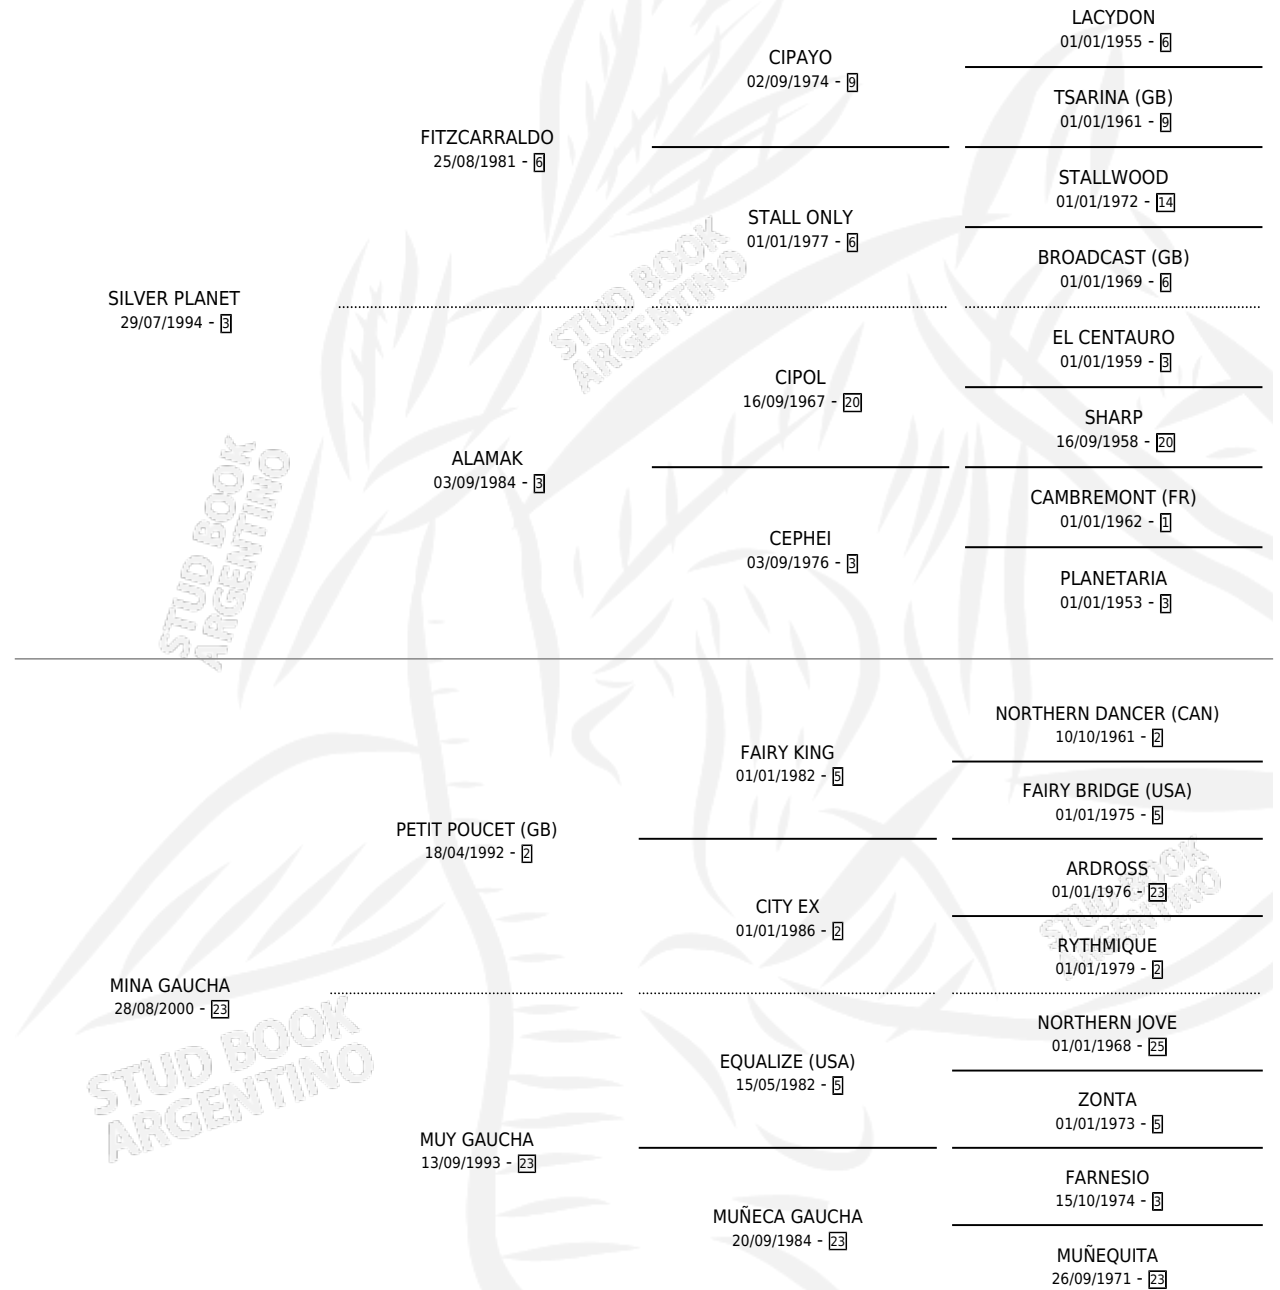 LACYDON
01/01/1955 - 6
CIPAYO
02/09/1974 - 9
TSARINA (GB)
01/01/1961 - 9
FITZCARRALDO
25/08/1981 - 6
STALLWOOD
01/01/1972 - 14
STALL ONLY
01/01/1977 - 6
BROADCAST (GB)
01/01/1969 - 6
SILVER PLANET
29/07/1994 - 3
STUD BOOK
ARGENTINO
EL CENTAURO
01/01/1959 - 3
CIPOL
16/09/1967 - 20
SHARP
16/09/1958 - 20
ALAMAK
03/09/1984 - 3
STUD BOOK
ARGENTINO
CAMBREMONT (FR)
01/01/1962 - 1
CEPHEI
03/09/1976 - 3
PLANETARIA
01/01/1953 - 3
NORTHERN DANCER (CAN)
10/10/1961 - 2
FAIRY KING
01/01/1982 - 5
FAIRY BRIDGE (USA)
01/01/1975 - 5
PETIT POUCET (GB)
18/04/1992 - 2
ARDROSS
01/01/1976 - 23
CITY EX
01/01/1986 - 2
STUD BOOK
ARGENTINO
RYTHMIQUE
01/01/1979 - 2
MINA GAUCHA
28/08/2000 - 23
STUD BOOK
ARGENTINO
NORTHERN JOVE
01/01/1968 - 25
EQUALIZE (USA)
15/05/1982 - 5
ZONTA
01/01/1973 - 5
MUY GAUCHA
13/09/1993 - 23
FARNESIO
15/10/1974 - 3
MUÑECA GAUCHA
20/09/1984 - 23
MUÑEQUITA
26/09/1971 - 23